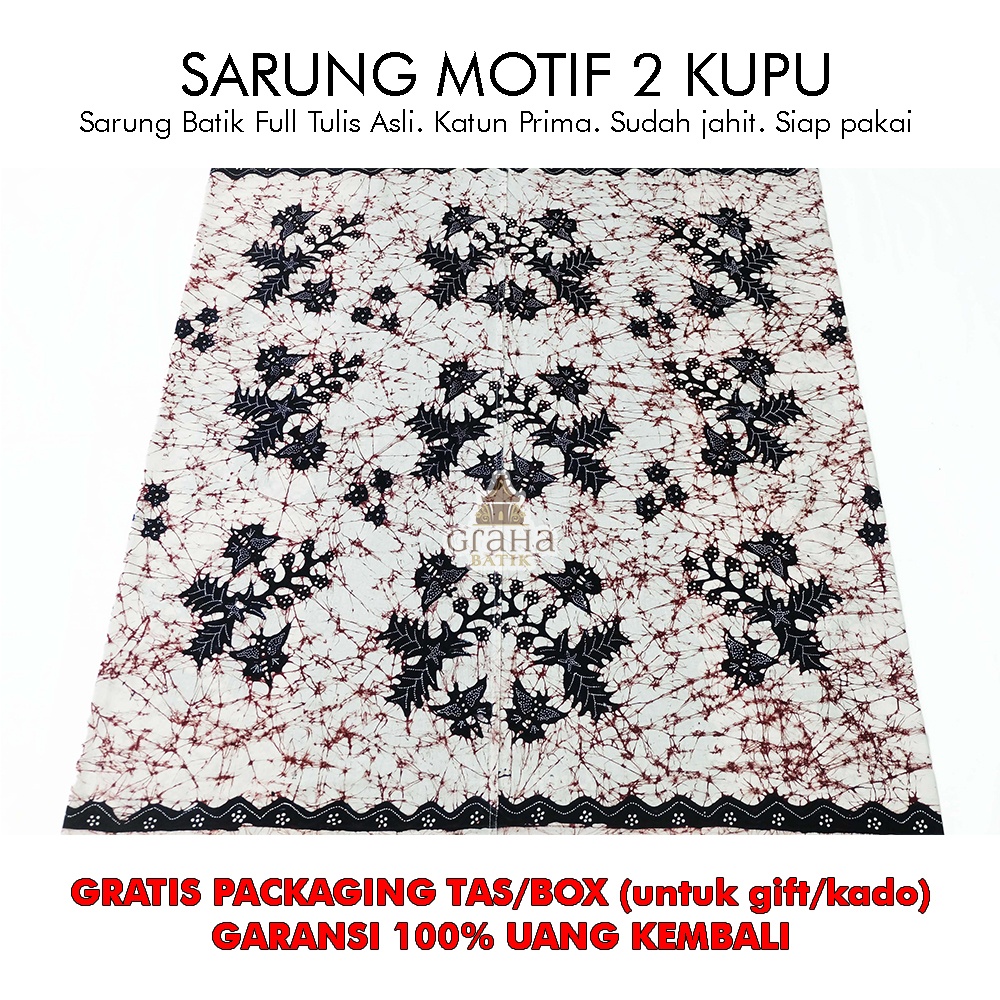 SARUNG MOTIF 2 KUPU
Sarung Batik Full Tulis Asli. Katun Prima. Sudah jahit. Siap pakai
GraHa
BATIK
GRATIS PACKAGING TAS/BOX (untuk gift/kado)
GARANSI 100% UANG KEMBALI